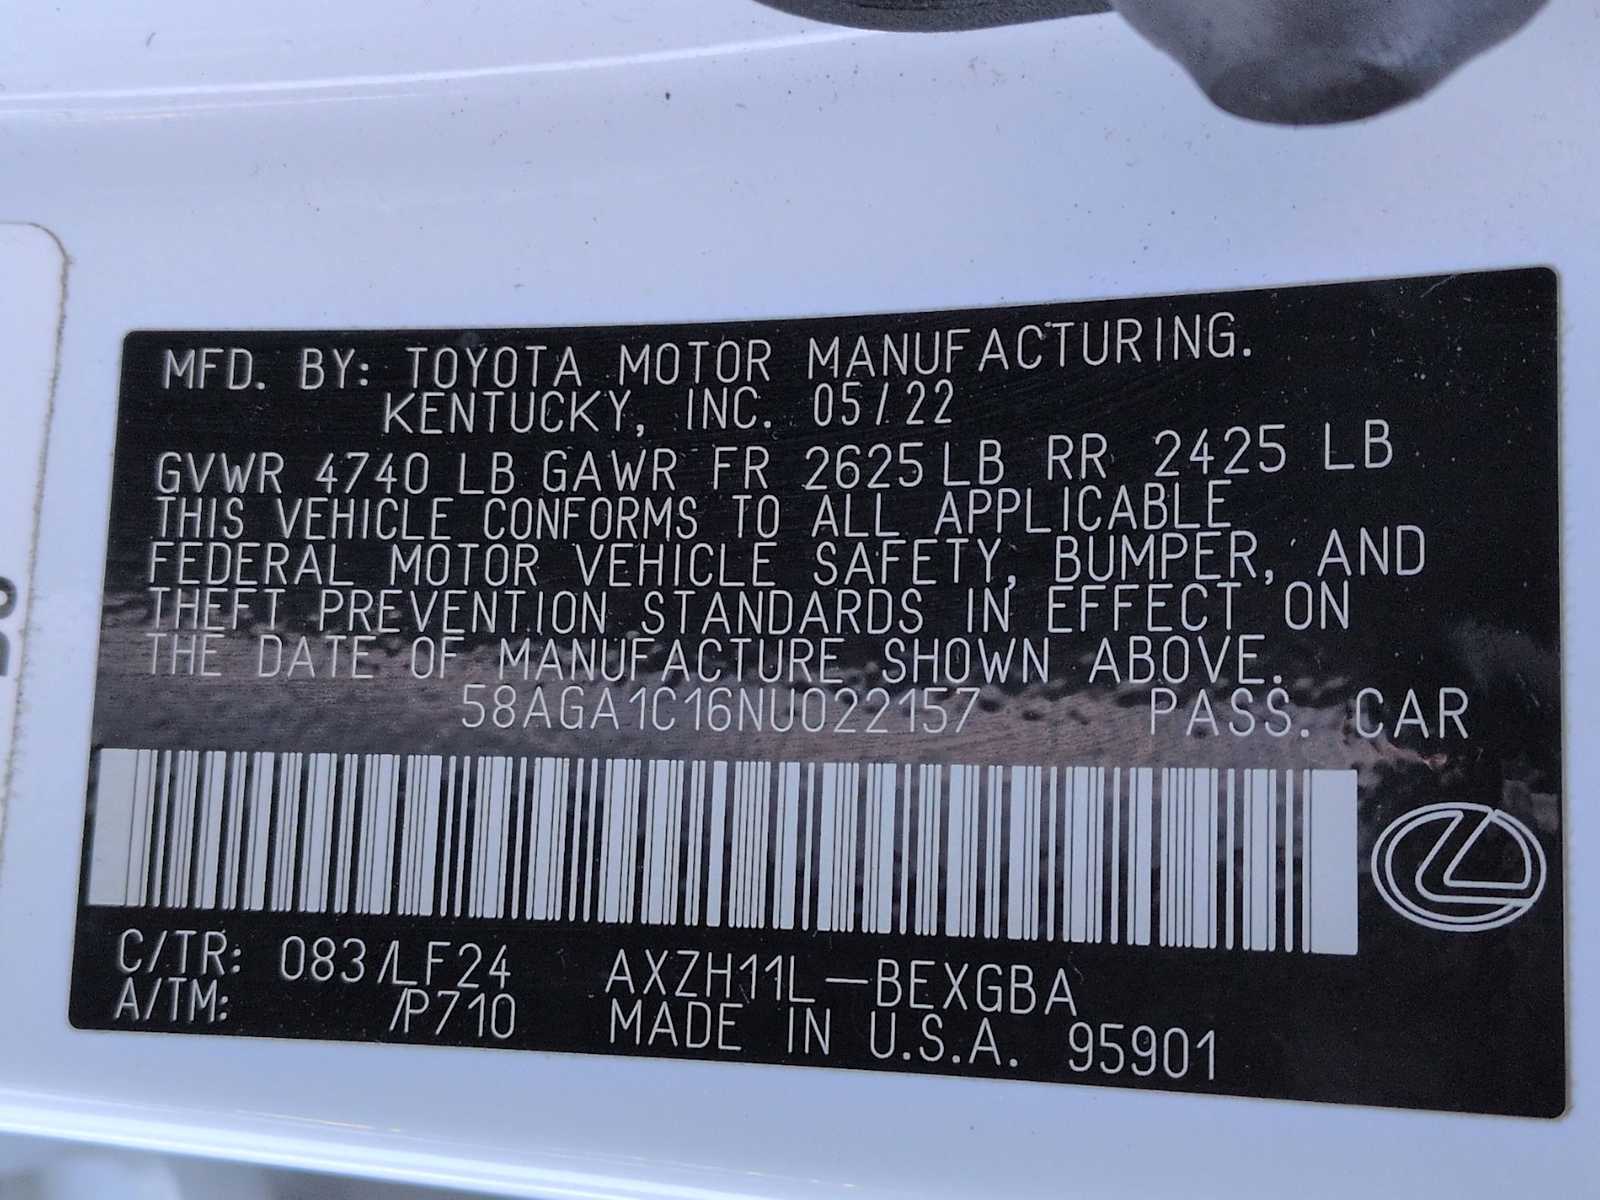 MFD. BY: TOYOTA MOTOR MANUFACTURING.
KENTUCKY, INC. 05/22
GVWR 4740 LB GAWR FR 2625 LB RR 2425 LB
THIS VEHICLE CONFORMS TO ALL APPLICABLE
FEDERAL MOTOR VEHICLE SAFETY, BUMPER, AND
THEFT PREVENTION STANDARDS IN EFFECT ON
THE DATE OF MANUFACTURE SHOWN ABOVE.
58AGA1C16NU022157 PASS. CAR
C/TR: 083/LF24 AXZH11L-BEXGBA
A/TM: /P710 MADE IN U.S.A. 95901